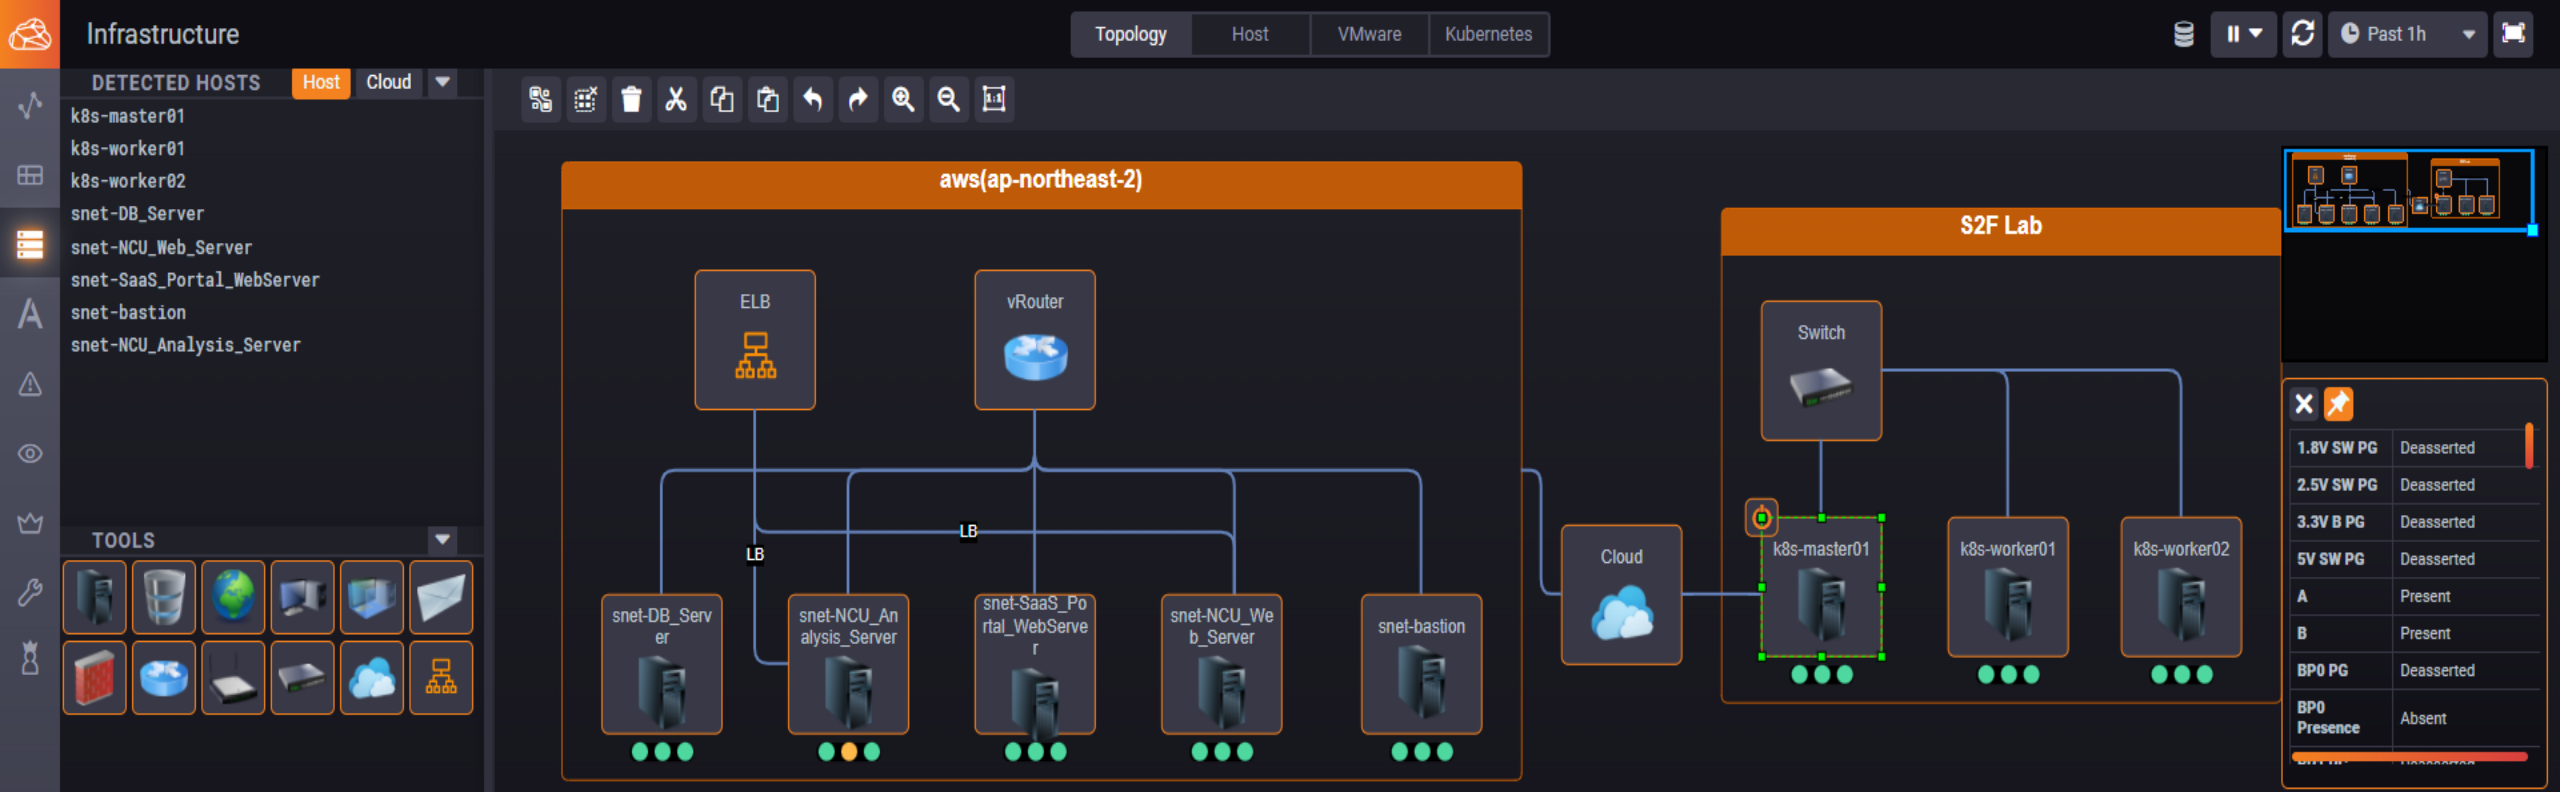 Infrastructure
Topology
Host
VMware
Kubernetes
Past 1h
DETECTED HOSTS
Host
Cloud
k8s-master01
k8s-worker01
k8s-worker02
snet-DB_Server
snet-NCU_Web_Server
snet-SaaS_Portal_WebServer
snet-bastion
snet-NCU_Analysis_Server
TOOLS
1:1
aws(ap-northeast-2)
ELB
vRouter
LB
LB
snet-DB_Serv
er
snet-NCU_An
alysis_Server
snet-SaaS_Po
rtal_WebServe
r
snet-NCU_We
b_Server
snet-bastion
Cloud
S2F Lab
Switch
k8s-master01
k8s-worker01
k8s-worker02
1.8V SW PG Deasserted
2.5V SW PG Deasserted
3.3V B PG Deasserted
5V SW PG Deasserted
A Present
B Present
BP0 PG Deasserted
BP0
Presence Absent